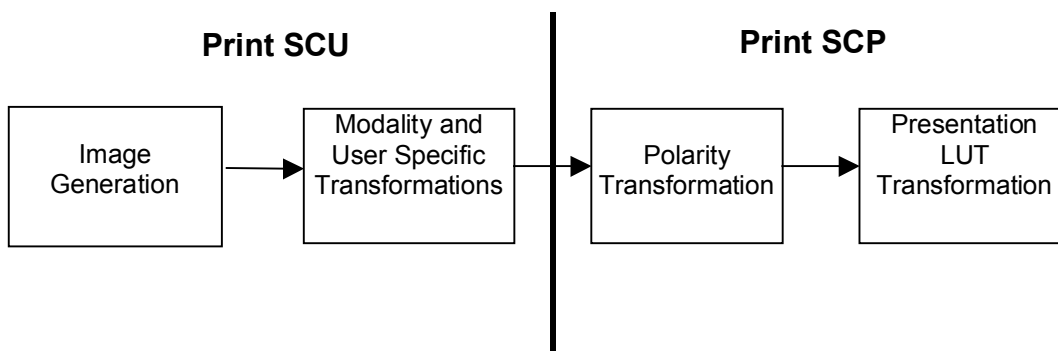 Print SCU
Print SCP
Image
Generation
Modality and
User Specific
Transformations
Polarity
Transformation
Presentation
LUT
Transformation